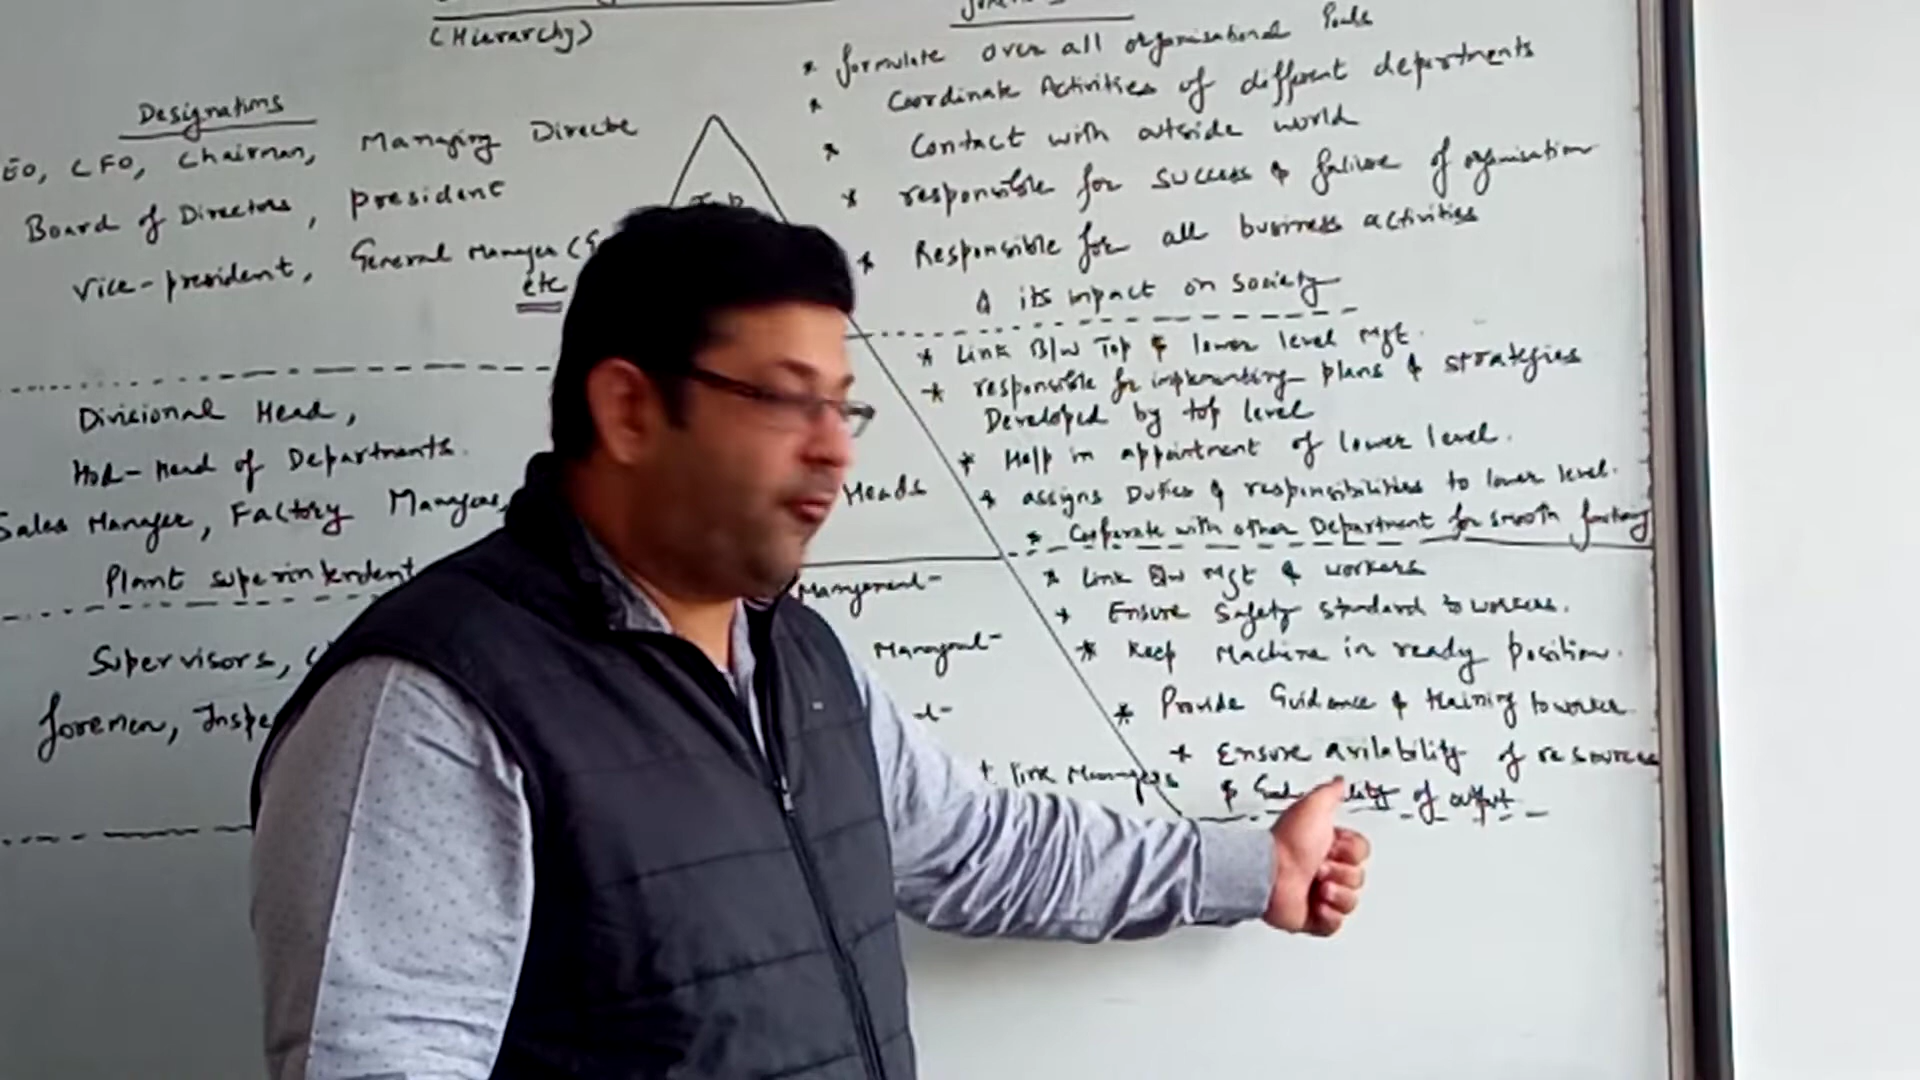 (Hierarchy)
Designations
EO, CFO, Chairman, Managing Directo
Board of Directors, president
Vice-president, General Manager (
etc
Divisional Head,
HoD - Head of Departments.
Sales Manager, Factory Managers,
Plant superintendent
Supervisors,
foremen, Inspe
Top
Heads
Management
Managment
line Managers
* formulate over all organisational
* Coordinate Activities of different departments
* Contact with outside world
* responsible for success & failure of organisation
* Responsible for all business activities
& its impact on society
* Link B/w Top & lower level Mgt.
* responsible for implementing plans & strategies
Developed by top level
* Help in appointment of lower level.
* assigns Duties & responsibilities to lower level.
* Cooperate with other Department for smooth
* Link B/w Mgt & workers
* Ensure Safety standard to workers.
* Keep Machine in ready position.
* Provide Guidance & training to worker.
* Ensure avilability of resources
& of output